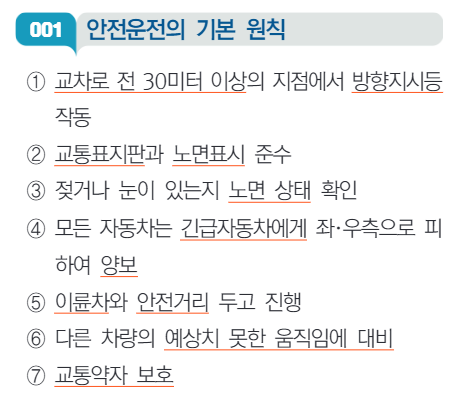 001 안전운전의 기본 원칙
① 교차로 전 30미터 이상의 지점에서 방향지시등
작동
② 교통표지판과 노면표시 준수
③ 젖거나 눈이 있는지 노면 상태 확인
④ 모든 자동차는 긴급자동차에게 좌·우측으로 피
하여 양보
⑤ 이륜차와 안전거리 두고 진행
⑥ 다른 차량의 예상치 못한 움직임에 대비
⑦ 교통약자 보호